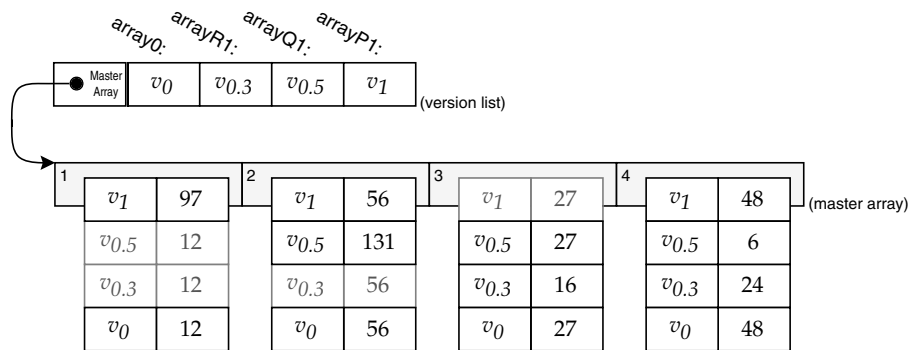 array0: arrayR1: arrayQ1: arrayP1:
Master Array v0 v0.3 v0.5 v1
(version list)
1 2 3 4
v1 97 v1 56 v1 27 v1 48
(master array)
v0.5 12 v0.5 131 v0.5 27 v0.5 6
v0.3 12 v0.3 56 v0.3 16 v0.3 24
v0 12 v0 56 v0 27 v0 48